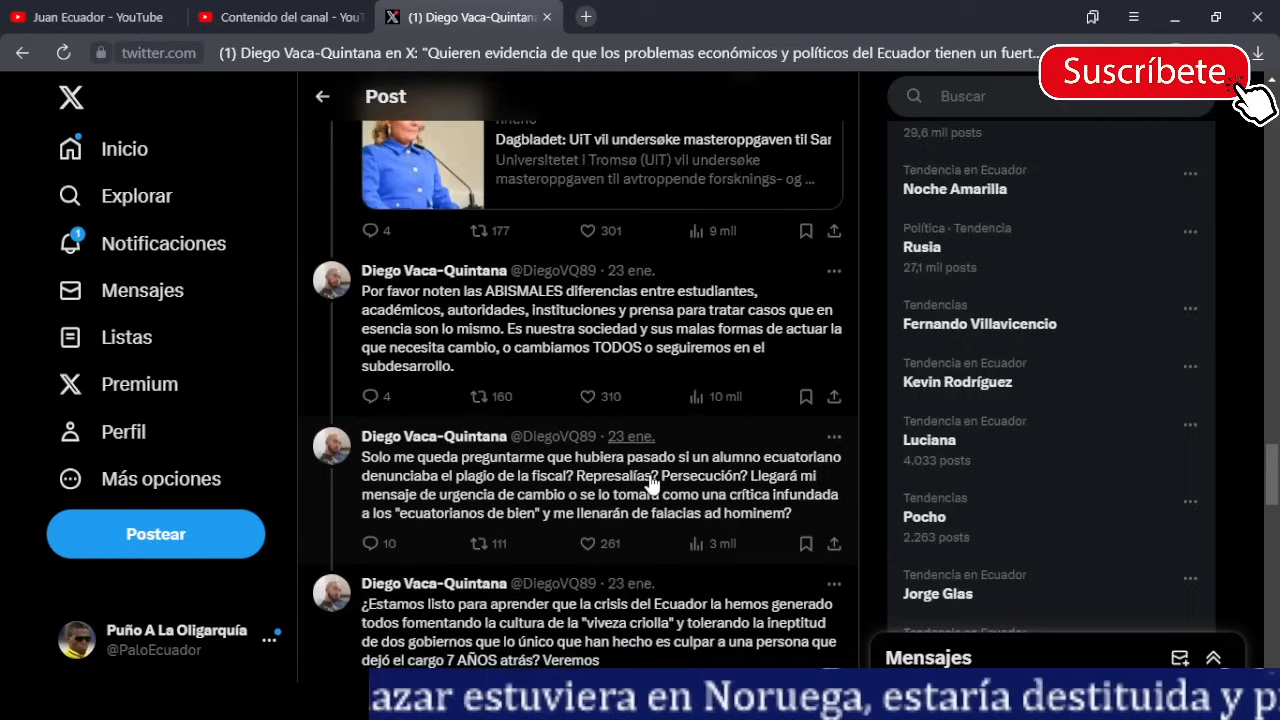 Juan Ecuador - YouTube
Contenido del canal - YouT
(1) Diego Vaca-Quintana
twitter.com
(1) Diego Vaca-Quintana en X: "Quieren evidencia de que los problemas económicos y políticos del Ecuador tienen un fuert...
Suscríbete
Inicio
Explorar
1
Notificaciones
Mensajes
Listas
Premium
Perfil
Más opciones
Postear
Puño A La Oligarquía
@PaloEcuador
Post
Dagbladet: UiT vil undersøke masteroppgaven til Sar
Universitetet i Tromsø (UiT) vil undersøke
masteroppgaven til avtroppende forsknings- og ...
4 177 301 9 mil
Diego Vaca-Quintana @DiegoVQ89 · 23 ene.
Por favor noten las ABISMALES diferencias entre estudiantes,
académicos, autoridades, instituciones y prensa para tratar casos que en
esencia son lo mismo. Es nuestra sociedad y sus malas formas de actuar la
que necesita cambio, o cambiamos TODOS o seguiremos en el
subdesarrollo.
4 160 310 10 mil
Diego Vaca-Quintana @DiegoVQ89 · 23 ene.
Solo me queda preguntarme que hubiera pasado si un alumno ecuatoriano
denunciaba el plagio de la fiscal? Represalías? Persecución? Llegará mi
mensaje de urgencia de cambio o se lo tomará como una crítica infundada
a los "ecuatorianos de bien" y me llenarán de falacias ad hominem?
10 111 261 3 mil
Diego Vaca-Quintana @DiegoVQ89 · 23 ene.
¿Estamos listo para aprender que la crisis del Ecuador la hemos generado
todos fomentando la cultura de la "viveza criolla" y tolerando la ineptitud
de dos gobiernos que lo único que han hecho es culpar a una persona que
dejó el cargo 7 AÑOS atrás? Veremos
Buscar
29,6 mil posts
Tendencia en Ecuador
Noche Amarilla
Política · Tendencia
Rusia
27,1 mil posts
Tendencias
Fernando Villavicencio
Tendencia en Ecuador
Kevin Rodríguez
Tendencia en Ecuador
Luciana
4.033 posts
Tendencias
Pocho
2.263 posts
Tendencia en Ecuador
Jorge Glas
Mensajes
azar estuviera en Noruega, estaría destituida y p